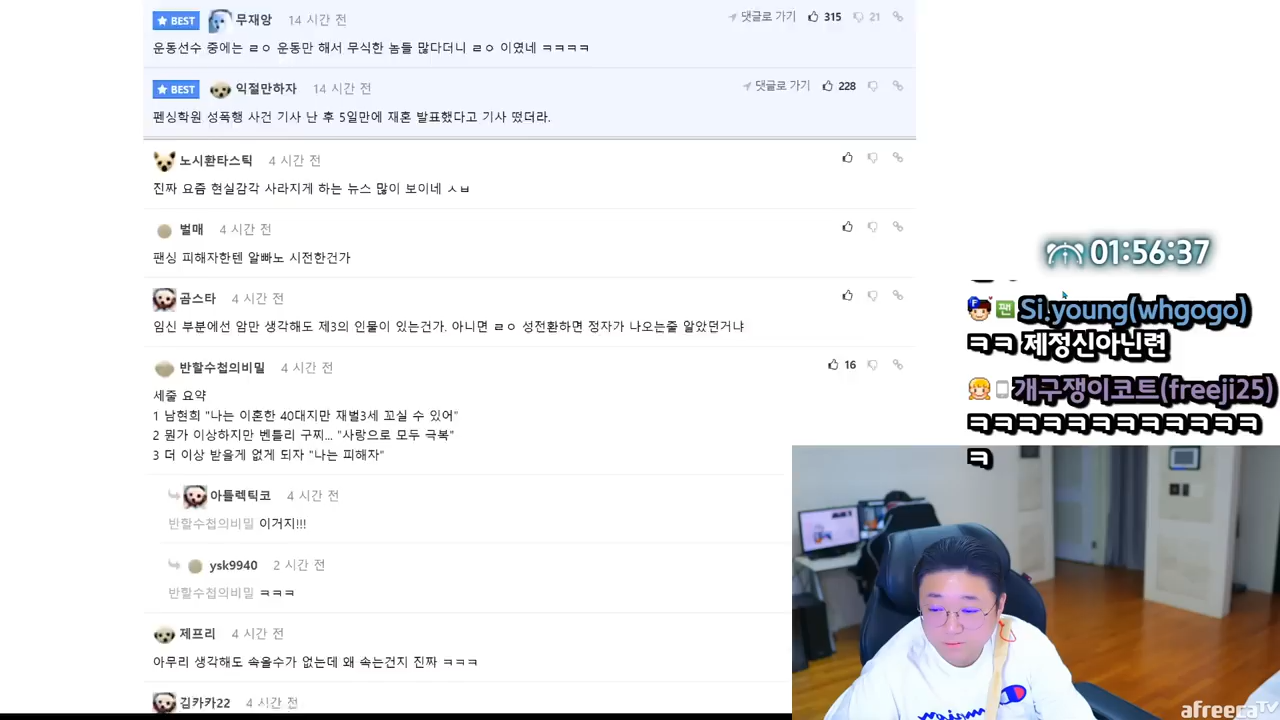 ★ BEST 무재앙 14 시간 전 댓글로 가기 315 21
운동선수 중에는 ㄹㅇ 운동만 해서 무식한 놈들 많다더니 ㄹㅇ 이였네 ㅋㅋㅋㅋ
★ BEST 익절만하자 14 시간 전 댓글로 가기 228
펜싱학원 성폭행 사건 기사 난 후 5일만에 재혼 발표했다고 기사 떴더라.
노시환타스틱 4 시간 전
진짜 요즘 현실감각 사라지게 하는 뉴스 많이 보이네 ㅅㅂ
벌매 4 시간 전
팬싱 피해자한텐 알빠노 시전한건가
곰스타 4 시간 전
임신 부분에선 암만 생각해도 제3의 인물이 있는건가. 아니면 ㄹㅇ 성전환하면 정자가 나오는줄 알았던거냐
반할수첩의비밀 4 시간 전 16
세줄 요약
1 남현희 "나는 이혼한 40대지만 재벌3세 꼬실 수 있어"
2 뭔가 이상하지만 벤틀리 구찌... "사랑으로 모두 극복"
3 더 이상 받을게 없게 되자 "나는 피해자"
아틀렉틱코 4 시간 전
반할수첩의비밀 이거지!!!
ysk9940 2 시간 전
반할수첩의비밀 ㅋㅋㅋ
제프리 4 시간 전
아무리 생각해도 속을수가 없는데 왜 속는건지 진짜 ㅋㅋㅋ
김카카22 4 시간 전
01:56:37
팬 Si.young(whgogo)
ㅋㅋ 제정신아닌련
개구쟁이코트(freeji25)
ㅋㅋㅋㅋㅋㅋㅋㅋㅋㅋㅋㅋ
ㅋ
afreecaTV